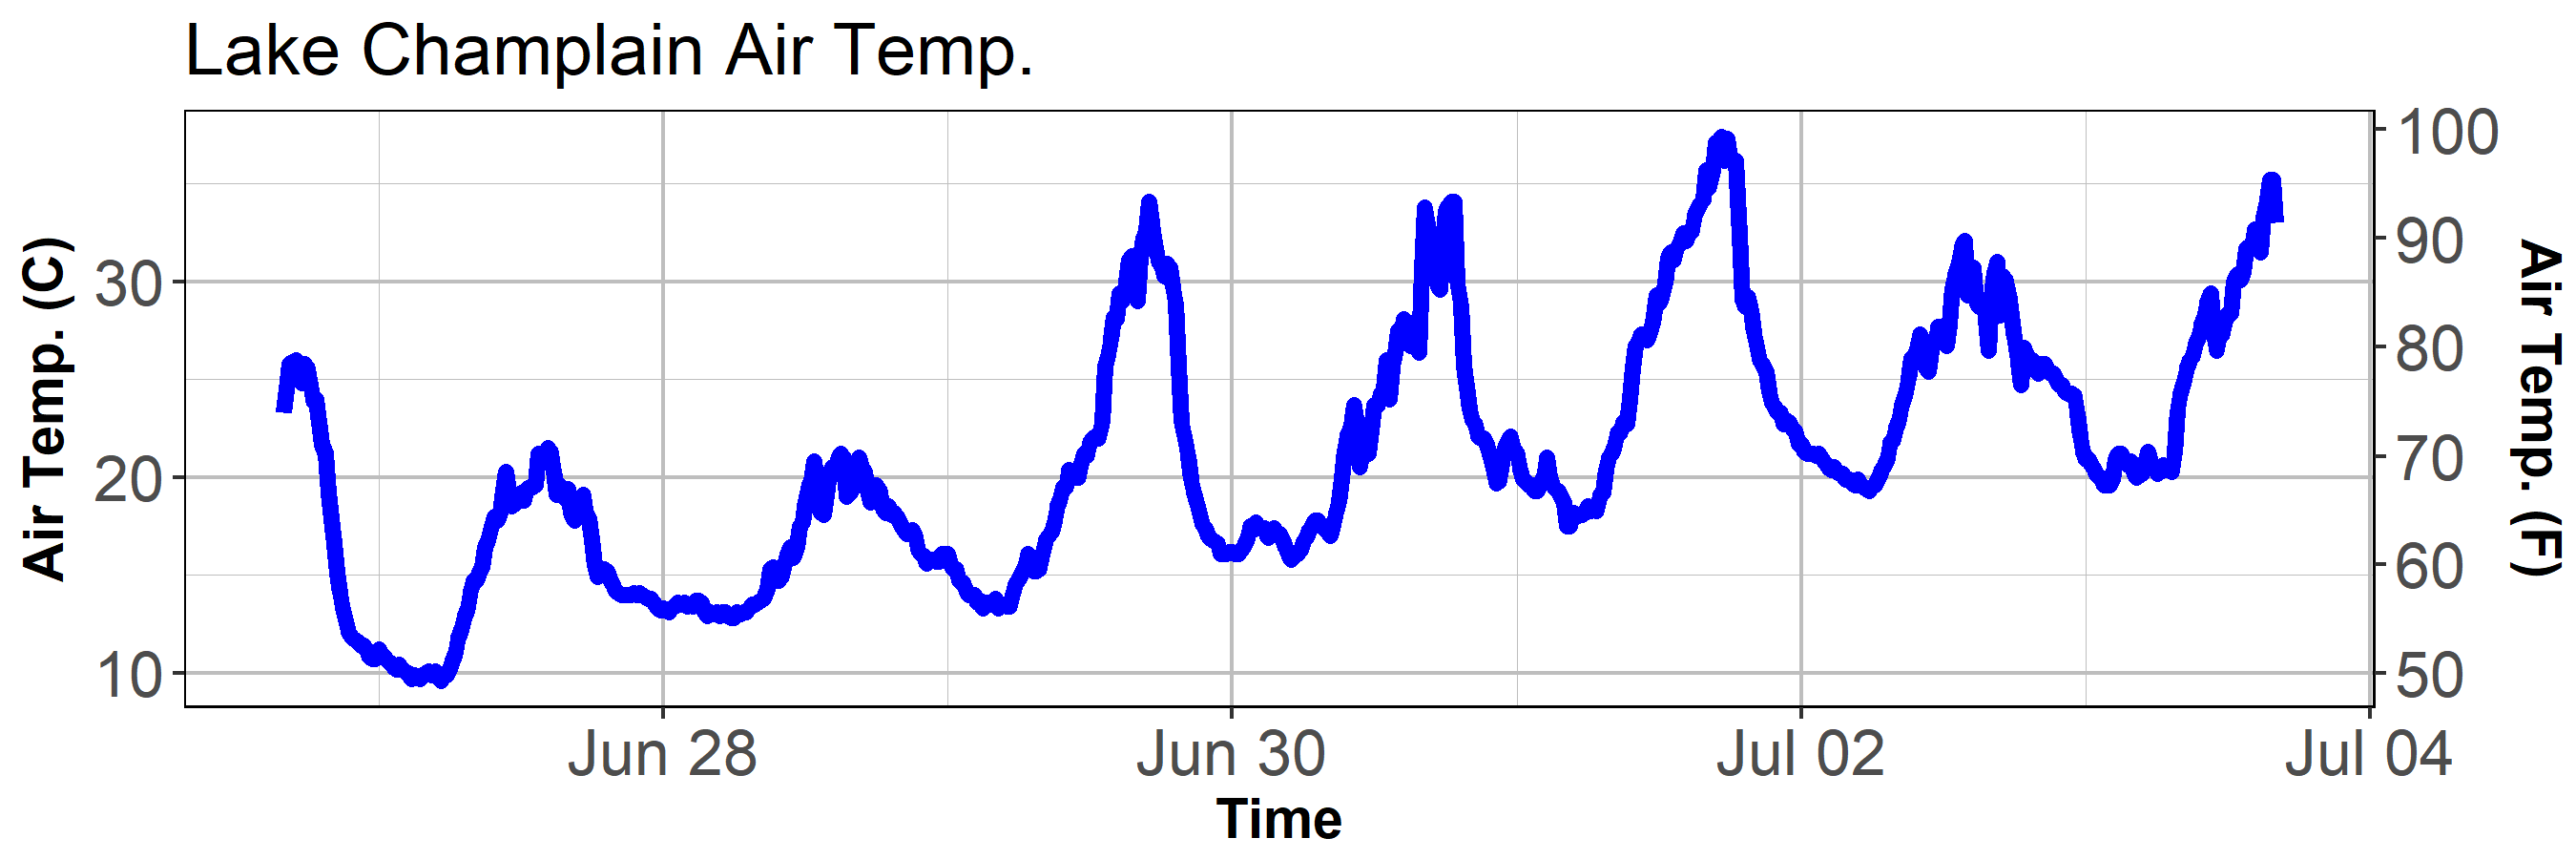 Lake Champlain Air Temp.
Air Temp. (C)
30
20
10
100
90
80
70
60
50
Air Temp. (F)
Jun 28
Jun 30
Jul 02
Jul 04
Time